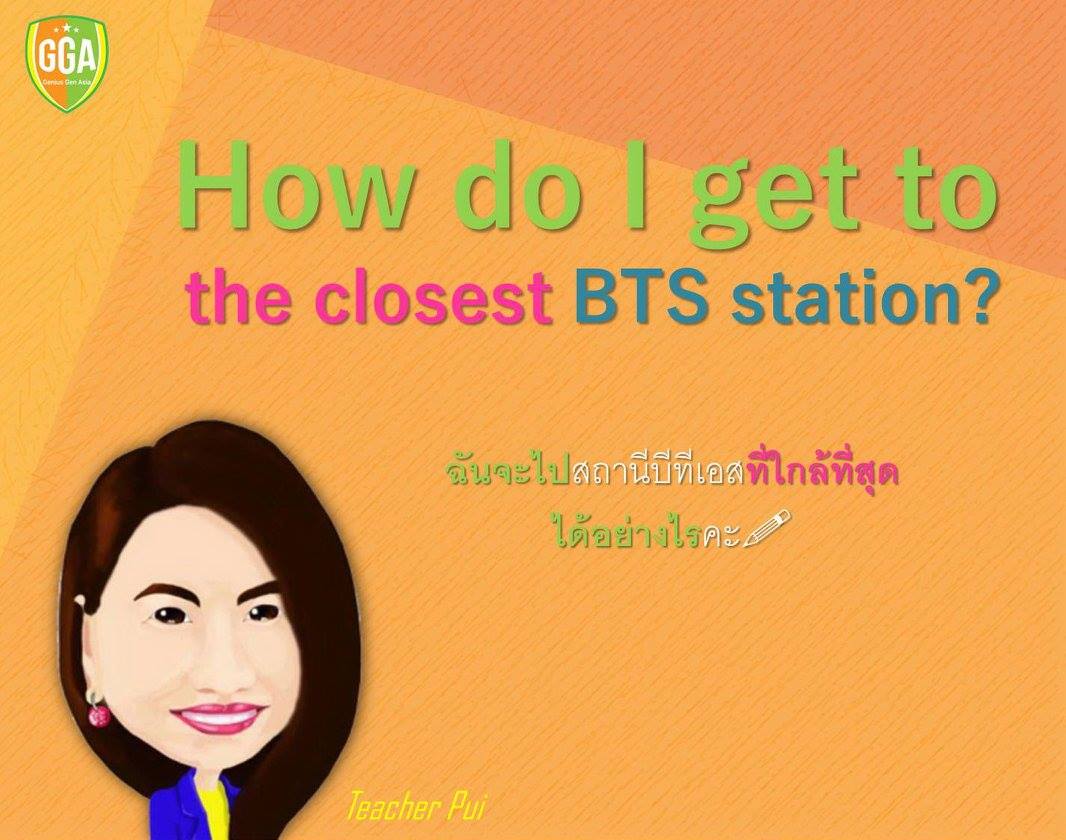 GGA
Genius Gen Asia
How do I get to
the closest BTS station?
ฉันจะไปสถานีบีทีเอสที่ใกล้ที่สุด
ได้อย่างไรคะ
Teacher Pui